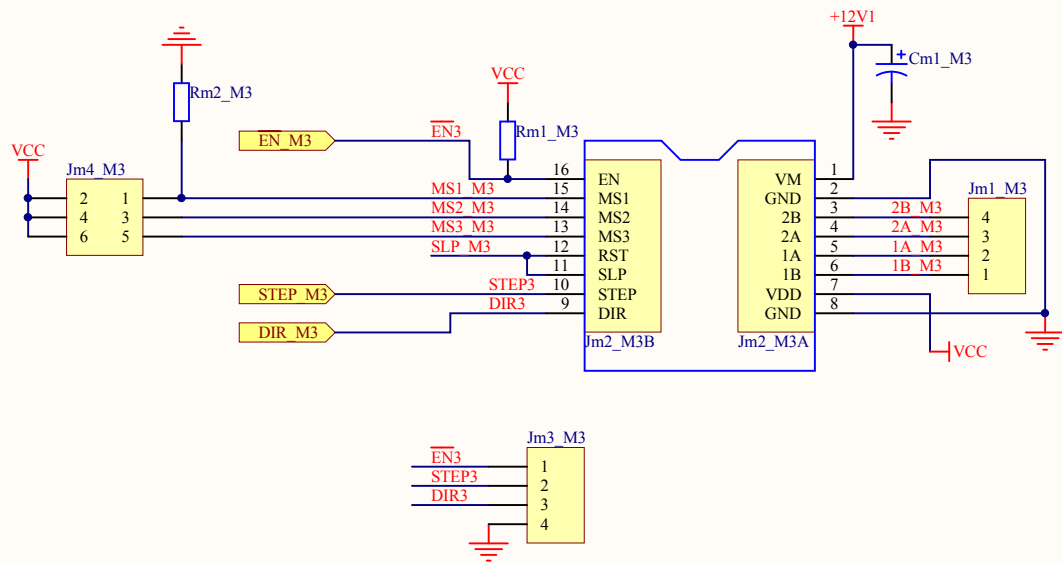 +12V1
Cm1_M3
Rm2_M3
VCC
Rm1_M3
EN3
EN_M3
VCC
Jm4_M3
2 1
4 3
6 5
MS1_M3
MS2_M3
MS3_M3
SLP_M3
STEP3
DIR3
STEP_M3
DIR_M3
16 EN
15 MS1
14 MS2
13 MS3
12 RST
11 SLP
10 STEP
9 DIR
Jm2_M3B
VM 1
GND 2
2B 3
2A 4
1A 5
1B 6
VDD 7
GND 8
Jm2_M3A
Jm1_M3
2B_M3 4
2A_M3 3
1A_M3 2
1B_M3 1
VCC
Jm3_M3
EN3 1
STEP3 2
DIR3 3
4